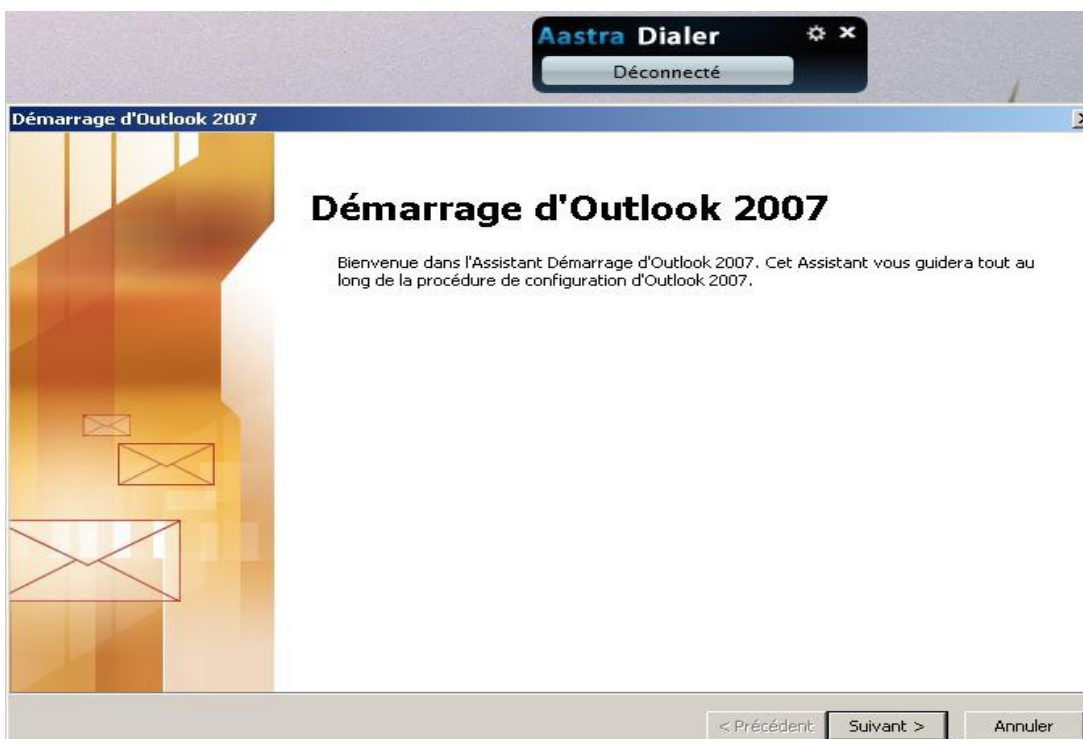 Aastra Dialer
Déconnecté
Démarrage d'Outlook 2007
Démarrage d'Outlook 2007
Bienvenue dans l'Assistant Démarrage d'Outlook 2007. Cet Assistant vous guidera tout au
long de la procédure de configuration d'Outlook 2007.
< Précédent Suivant > Annuler